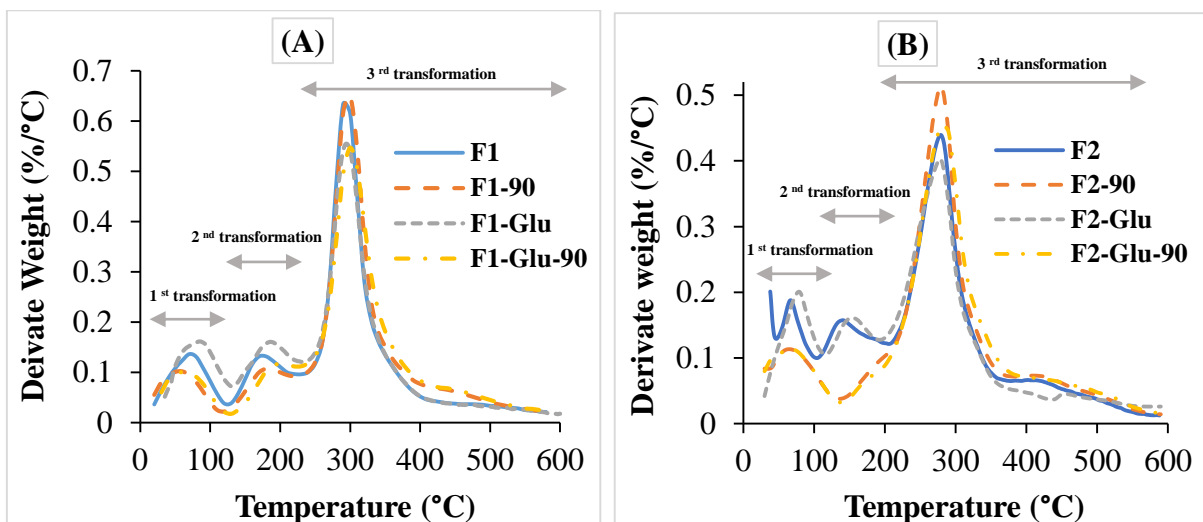 (A)
Deivate Weight (%/°C)
0.7
0.6
0.5
0.4
0.3
0.2
0.1
0
3 rd transformation
2 nd transformation
1 st transformation
F1
F1-90
F1-Glu
F1-Glu-90
0 100 200 300 400 500 600
Temperature (°C)
(B)
Derivate weight (%/°C)
0.5
0.4
0.3
0.2
0.1
0
3 rd transformation
2 nd transformation
1 st transformation
F2
F2-90
F2-Glu
F2-Glu-90
0 100 200 300 400 500 600
Temperature (°C)